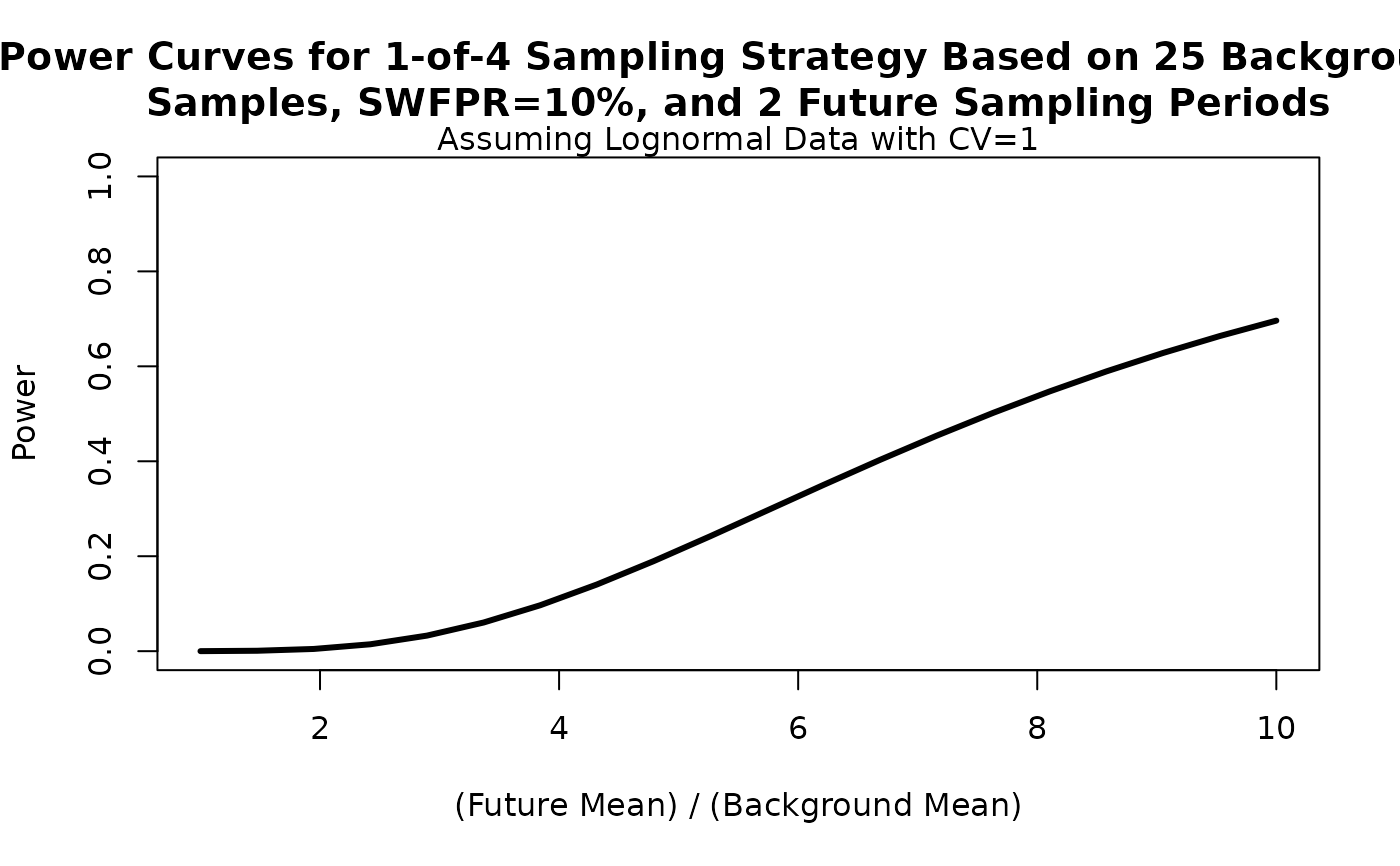 Power Curves for 1-of-4 Sampling Strategy Based on 25 Backgrou
Samples, SWFPR=10%, and 2 Future Sampling Periods
Assuming Lognormal Data with CV=1
1.0
0.8
0.6
0.4
0.2
0.0
Power
2 4 6 8 10
(Future Mean) / (Background Mean)